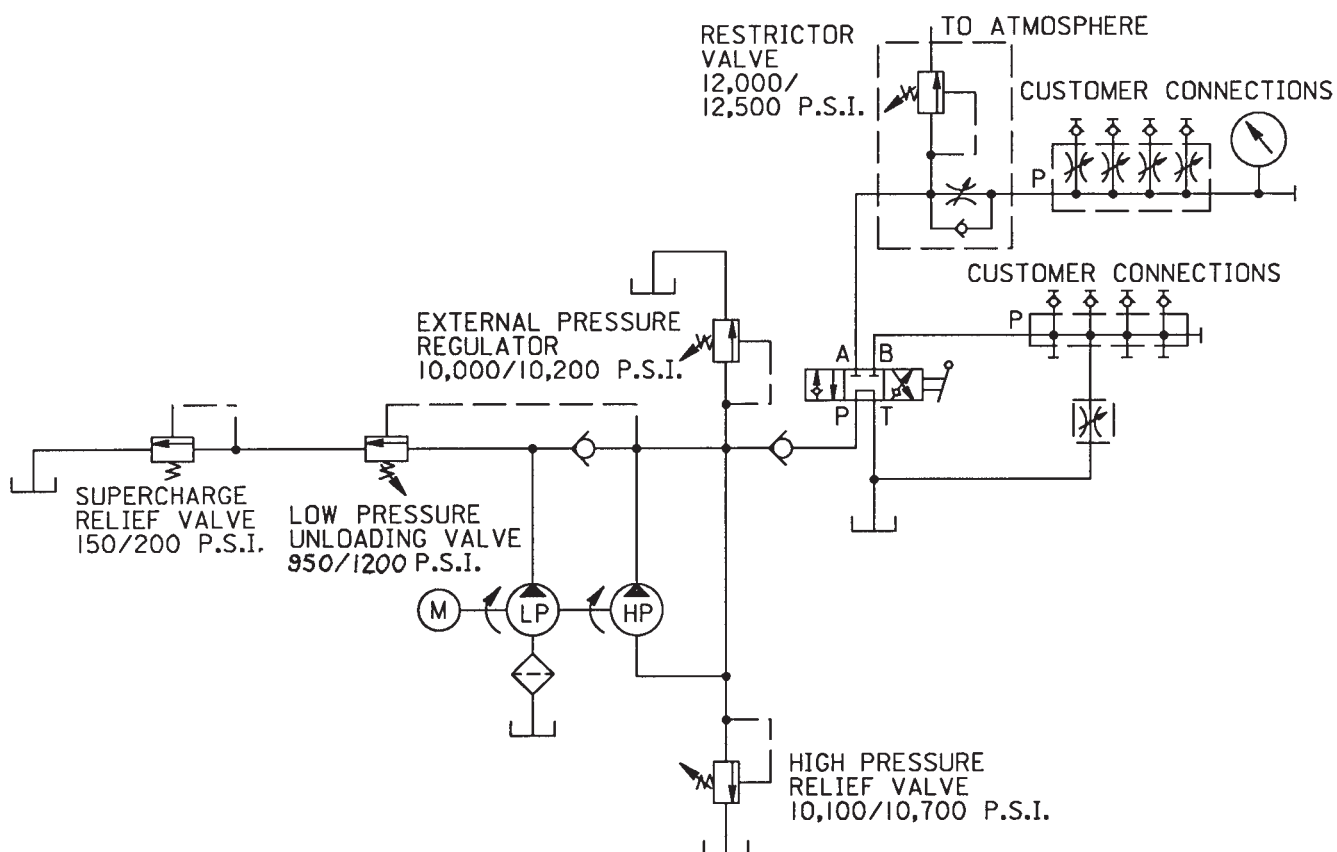 TO ATMOSPHERE
RESTRICTOR
VALVE
12,000/
12,500 P.S.I.
CUSTOMER CONNECTIONS
P
CUSTOMER CONNECTIONS
P
EXTERNAL PRESSURE
REGULATOR
10,000/10,200 P.S.I.
A B
P T
SUPERCHARGE
RELIEF VALVE
150/200 P.S.I.
LOW PRESSURE
UNLOADING VALVE
950/1200 P.S.I.
M
LP
HP
HIGH PRESSURE
RELIEF VALVE
10,100/10,700 P.S.I.